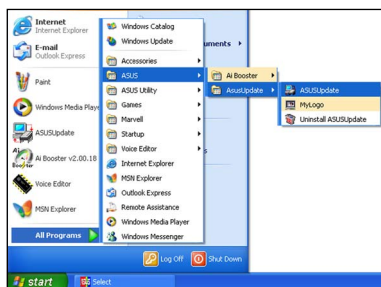 Internet
Internet Explorer
E-mail
Outlook Express
Paint
Windows Media Play
ASUSUpdate
Ai Booster v2.00.18
Voice Editor
MSN Explorer
All Programs
Windows Catalog
Windows Update
Accessories
ASUS
ASUS Utility
Games
Marvell
Startup
Voice Editor
Internet Explorer
MSN Explorer
Outlook Express
Remote Assistance
Windows Media Player
Windows Messenger
uments
s
Ai Booster
AsusUpdate
ASUSUpdate
MyLogo
Uninstall ASUSUpdate
Log Off
Shut Down
start
Select